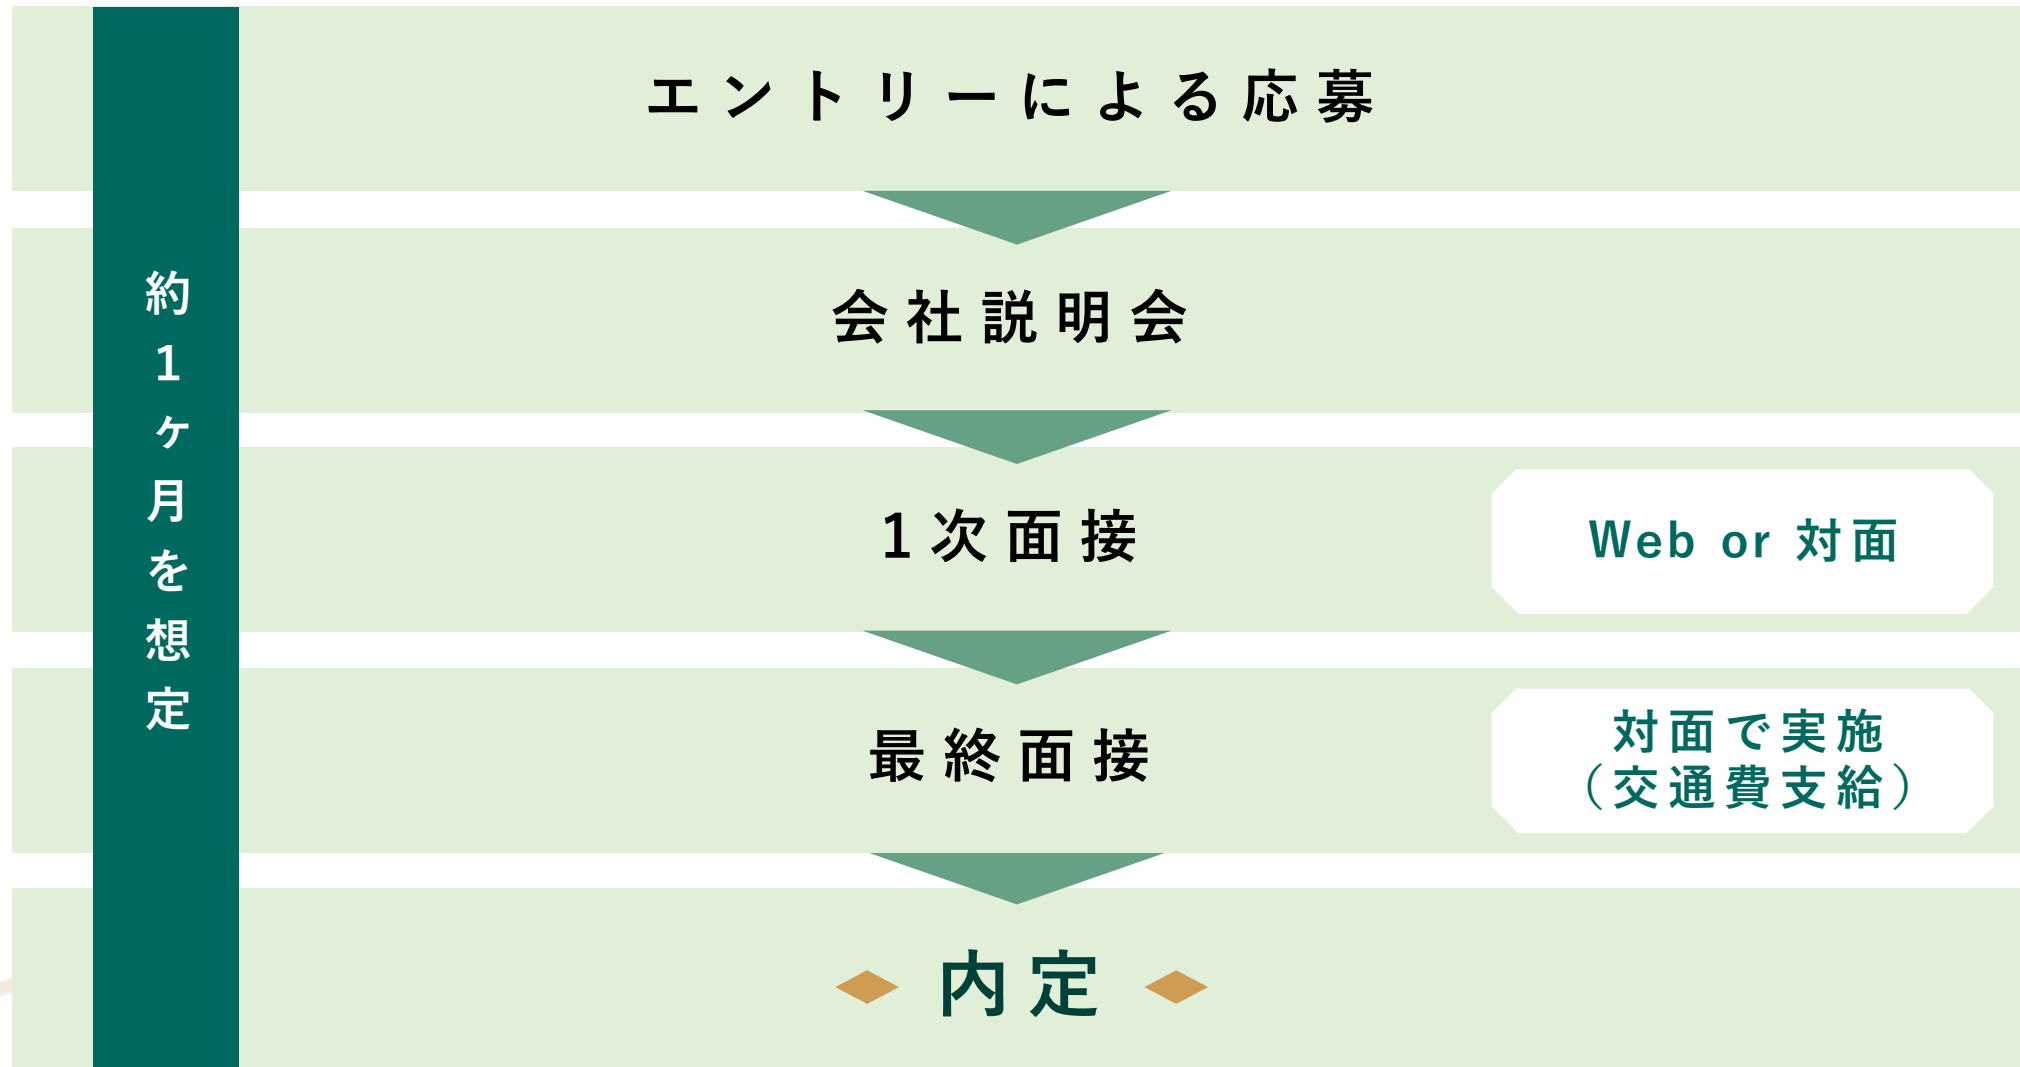 約1ヶ月を想定
エントリーによる応募
会社説明会
1次面接
Web or 対面
最終面接
対面で実施
（交通費支給）
内定